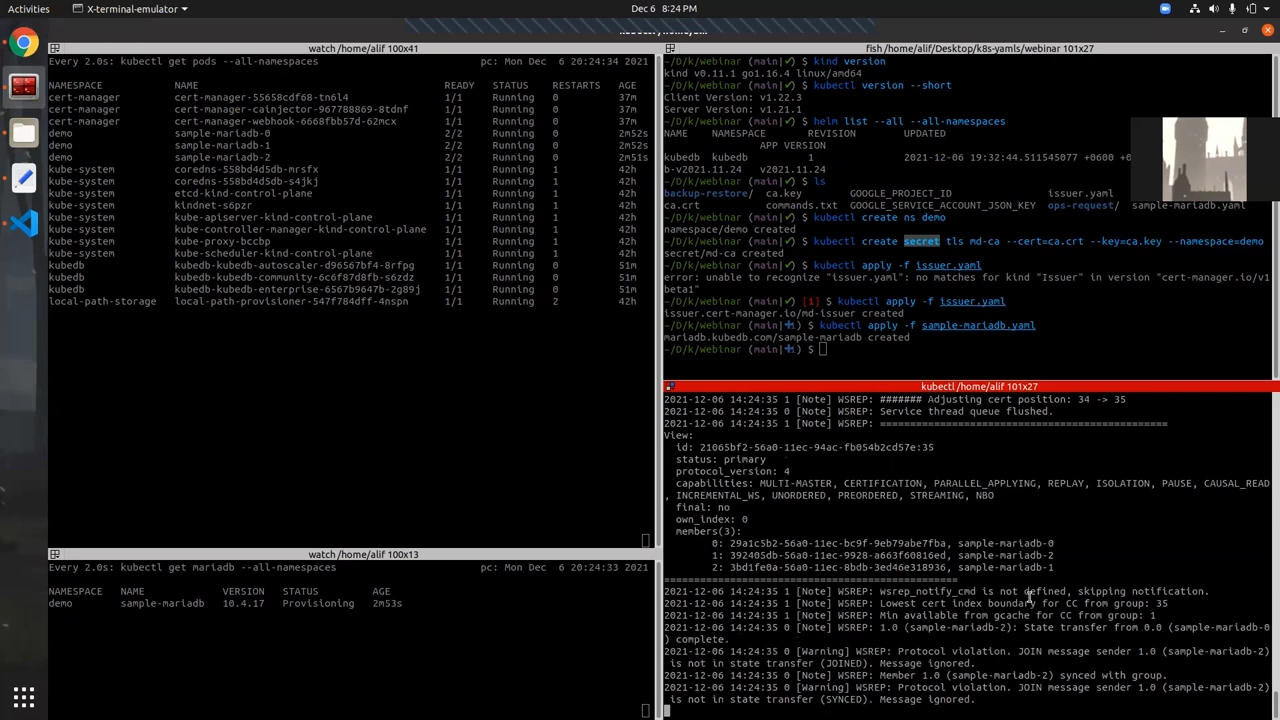 Activities
X-terminal-emulator
Dec 6 8:24 PM
watch /home/alif 100x41
Every 2.0s: kubectl get pods --all-namespaces pc: Mon Dec 6 20:24:34 2021
NAMESPACE NAME READY STATUS RESTARTS AGE
cert-manager cert-manager-55658cdf68-tn6l4 1/1 Running 0 37m
cert-manager cert-manager-cainjector-967788869-8tdnf 1/1 Running 0 37m
cert-manager cert-manager-webhook-6668fbb57d-62mcx 1/1 Running 0 37m
demo sample-mariadb-0 2/2 Running 0 2m52s
demo sample-mariadb-1 2/2 Running 0 2m52s
demo sample-mariadb-2 2/2 Running 0 2m51s
kube-system coredns-558bd4d5db-mrsfx 1/1 Running 1 42h
kube-system coredns-558bd4d5db-s4jkj 1/1 Running 1 42h
kube-system etcd-kind-control-plane 1/1 Running 1 42h
kube-system kindnet-s6pzr 1/1 Running 1 42h
kube-system kube-apiserver-kind-control-plane 1/1 Running 1 42h
kube-system kube-controller-manager-kind-control-plane 1/1 Running 1 42h
kube-system kube-proxy-bccbp 1/1 Running 1 42h
kube-system kube-scheduler-kind-control-plane 1/1 Running 1 42h
kubedb kubedb-kubedb-autoscaler-d96567bf4-8rfpg 1/1 Running 0 51m
kubedb kubedb-kubedb-community-6c6f8d78fb-s6zdz 1/1 Running 0 51m
kubedb kubedb-kubedb-enterprise-6567b9647b-2g89j 1/1 Running 0 51m
local-path-storage local-path-provisioner-547f784dff-4nspn 1/1 Running 2 42h
watch /home/alif 100x13
Every 2.0s: kubectl get mariadb --all-namespaces pc: Mon Dec 6 20:24:33 2021
NAMESPACE NAME VERSION STATUS AGE
demo sample-mariadb 10.4.17 Provisioning 2m53s
fish /home/alif/Desktop/k8s-yamls/webinar 101x27
~/D/k/webinar (main|✔) $ kind version
kind v0.11.1 go1.16.4 linux/amd64
~/D/k/webinar (main|✔) $ kubectl version --short
Client Version: v1.22.3
Server Version: v1.21.1
~/D/k/webinar (main|✔) $ helm list --all --all-namespaces
NAME NAMESPACE REVISION UPDATED
APP VERSION
kubedb kubedb 1 2021-12-06 19:32:44.511545077 +0600 +0
b-v2021.11.24 v2021.11.24
~/D/k/webinar (main|✔) $ ls
backup-restore/ ca.key GOOGLE_PROJECT_ID issuer.yaml
ca.crt commands.txt GOOGLE_SERVICE_ACCOUNT_JSON_KEY ops-request/ sample-mariadb.yaml
~/D/k/webinar (main|✔) $ kubectl create ns demo
namespace/demo created
~/D/k/webinar (main|✔) $ kubectl create secret tls md-ca --cert=ca.crt --key=ca.key --namespace=demo
secret/md-ca created
~/D/k/webinar (main|✔) $ kubectl apply -f issuer.yaml
error: unable to recognize "issuer.yaml": no matches for kind "Issuer" in version "cert-manager.io/v1
beta1"
~/D/k/webinar (main|✔) [1] $ kubectl apply -f issuer.yaml
issuer.cert-manager.io/md-issuer created
~/D/k/webinar (main|✚1) $ kubectl apply -f sample-mariadb.yaml
mariadb.kubedb.com/sample-mariadb created
~/D/k/webinar (main|✚1) $
kubectl /home/alif 101x27
2021-12-06 14:24:35 1 [Note] WSREP: ####### Adjusting cert position: 34 -> 35
2021-12-06 14:24:35 0 [Note] WSREP: Service thread queue flushed.
2021-12-06 14:24:35 1 [Note] WSREP: ================================================
View:
id: 21065bf2-56a0-11ec-94ac-fb054b2cd57e:35
status: primary
protocol_version: 4
capabilities: MULTI-MASTER, CERTIFICATION, PARALLEL_APPLYING, REPLAY, ISOLATION, PAUSE, CAUSAL_READ
, INCREMENTAL_WS, UNORDERED, PREORDERED, STREAMING, NBO
final: no
own_index: 0
members(3):
0: 29a1c5b2-56a0-11ec-bc9f-9eb79abe7fba, sample-mariadb-0
1: 392405db-56a0-11ec-9928-a663f60816ed, sample-mariadb-2
2: 3bd1fe0a-56a0-11ec-8bdb-3ed46e318936, sample-mariadb-1
=================================================
2021-12-06 14:24:35 1 [Note] WSREP: wsrep_notify_cmd is not defined, skipping notification.
2021-12-06 14:24:35 1 [Note] WSREP: Lowest cert index boundary for CC from group: 35
2021-12-06 14:24:35 1 [Note] WSREP: Min available from gcache for CC from group: 1
2021-12-06 14:24:35 0 [Note] WSREP: 1.0 (sample-mariadb-2): State transfer from 0.0 (sample-mariadb-0
) complete.
2021-12-06 14:24:35 0 [Warning] WSREP: Protocol violation. JOIN message sender 1.0 (sample-mariadb-2)
is not in state transfer (JOINED). Message ignored.
2021-12-06 14:24:35 0 [Note] WSREP: Member 1.0 (sample-mariadb-2) synced with group.
2021-12-06 14:24:35 0 [Warning] WSREP: Protocol violation. JOIN message sender 1.0 (sample-mariadb-2)
is not in state transfer (SYNCED). Message ignored.